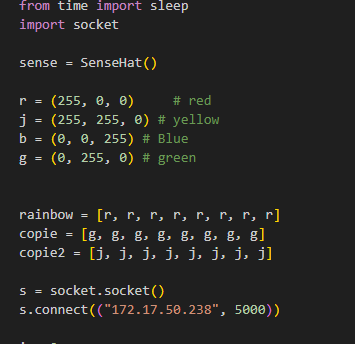 from time import sleep
import socket
sense = SenseHat()
r = (255, 0, 0) # red
j = (255, 255, 0) # yellow
b = (0, 0, 255) # Blue
g = (0, 255, 0) # green
rainbow = [r, r, r, r, r, r, r, r]
copie = [g, g, g, g, g, g, g, g]
copie2 = [j, j, j, j, j, j, j, j]
s = socket.socket()
s.connect(("172.17.50.238", 5000))